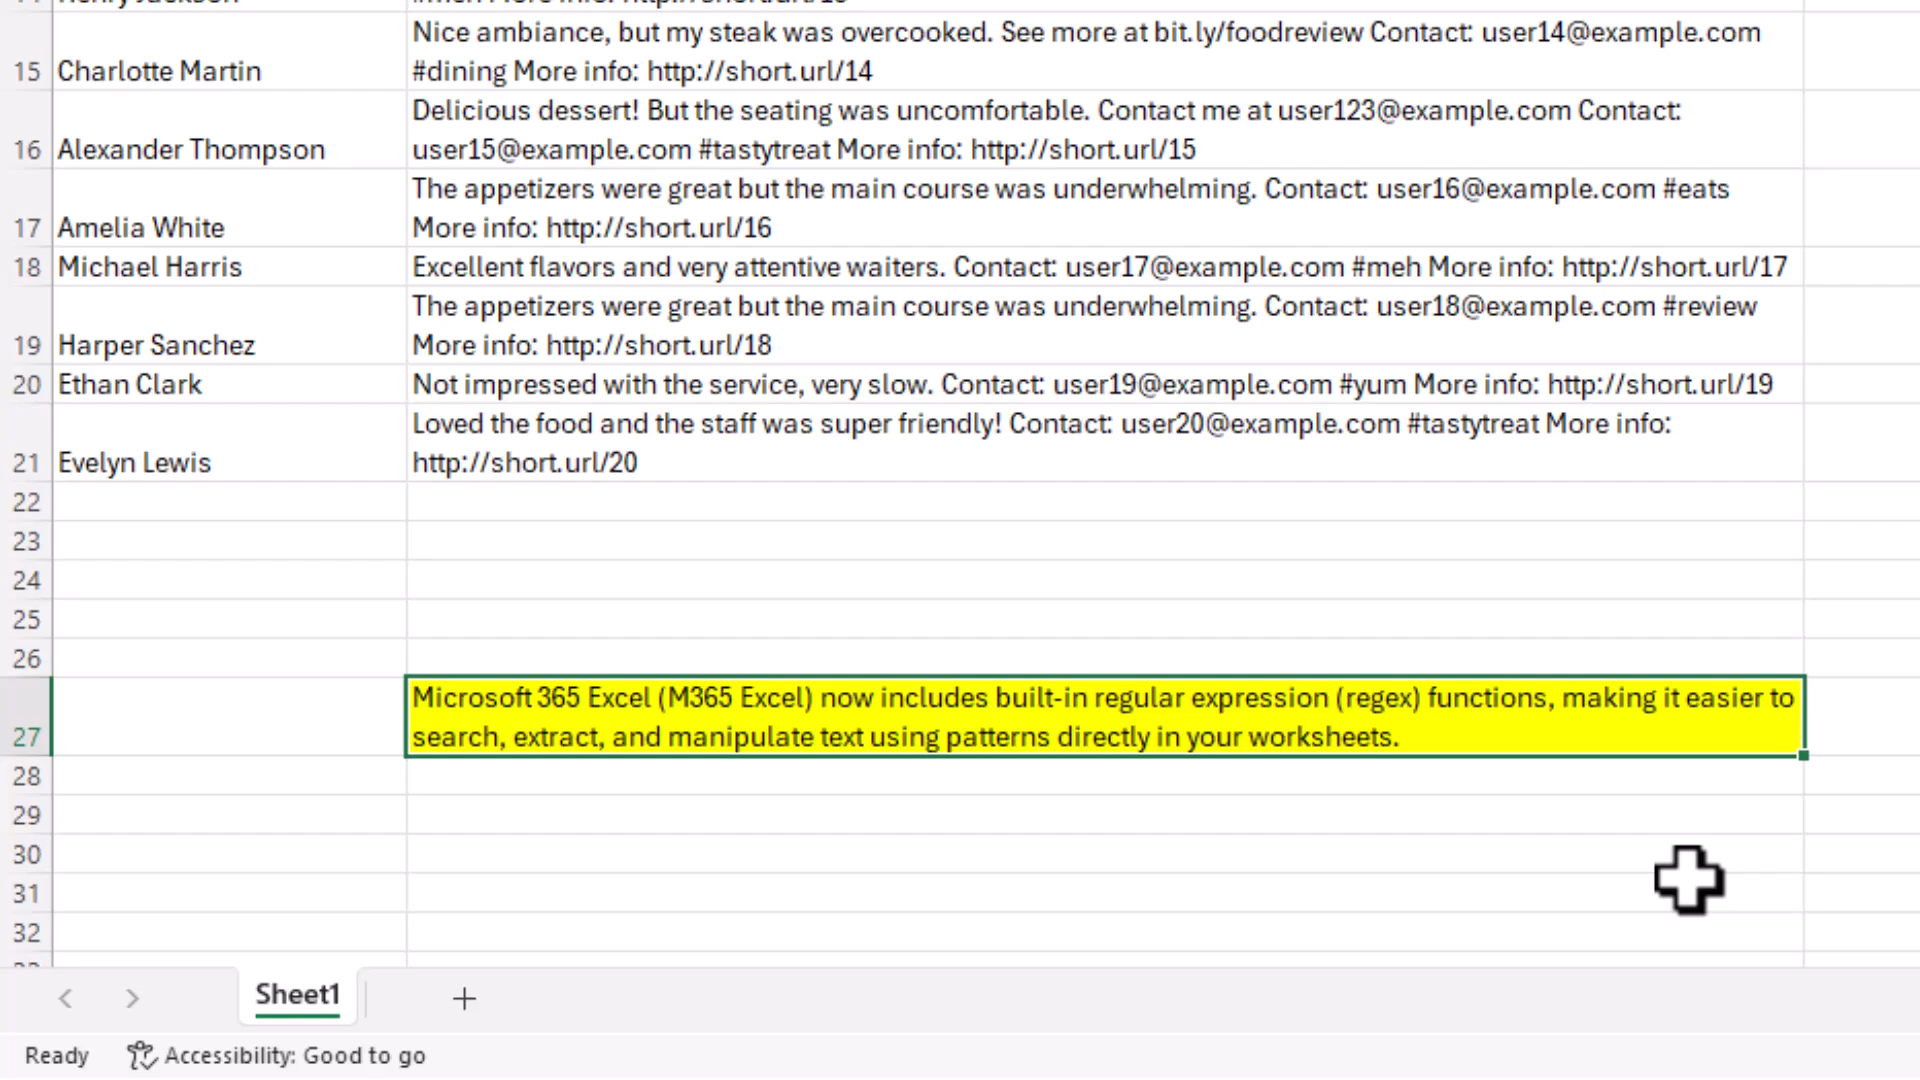 Nice ambiance, but my steak was overcooked. See more at bit.ly/foodreview Contact: user14@example.com
15 Charlotte Martin #dining More info: http://short.url/14
Delicious dessert! But the seating was uncomfortable. Contact me at user123@example.com Contact:
16 Alexander Thompson user15@example.com #tastytreat More info: http://short.url/15
The appetizers were great but the main course was underwhelming. Contact: user16@example.com #eats
17 Amelia White More info: http://short.url/16
18 Michael Harris Excellent flavors and very attentive waiters. Contact: user17@example.com #meh More info: http://short.url/17
The appetizers were great but the main course was underwhelming. Contact: user18@example.com #review
19 Harper Sanchez More info: http://short.url/18
20 Ethan Clark Not impressed with the service, very slow. Contact: user19@example.com #yum More info: http://short.url/19
Loved the food and the staff was super friendly! Contact: user20@example.com #tastytreat More info:
21 Evelyn Lewis http://short.url/20
22
23
24
25
26
Microsoft 365 Excel (M365 Excel) now includes built-in regular expression (regex) functions, making it easier to
27 search, extract, and manipulate text using patterns directly in your worksheets.
28
29
30
31
32
Sheet1
Ready Accessibility: Good to go